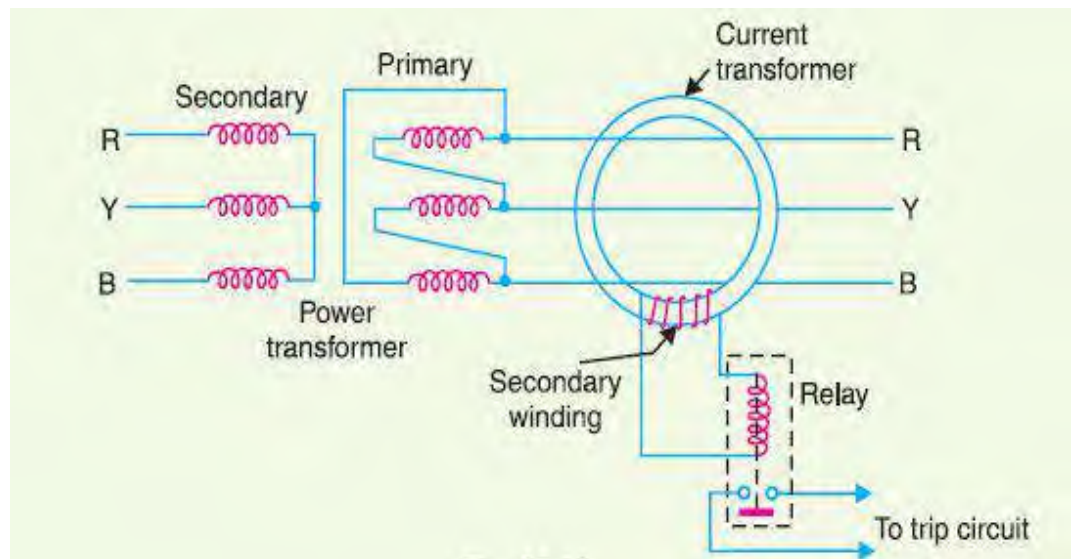 Current
transformer
Primary
Secondary
R
R
Y
Y
B
B
Power
transformer
Secondary
winding
Relay
To trip circuit